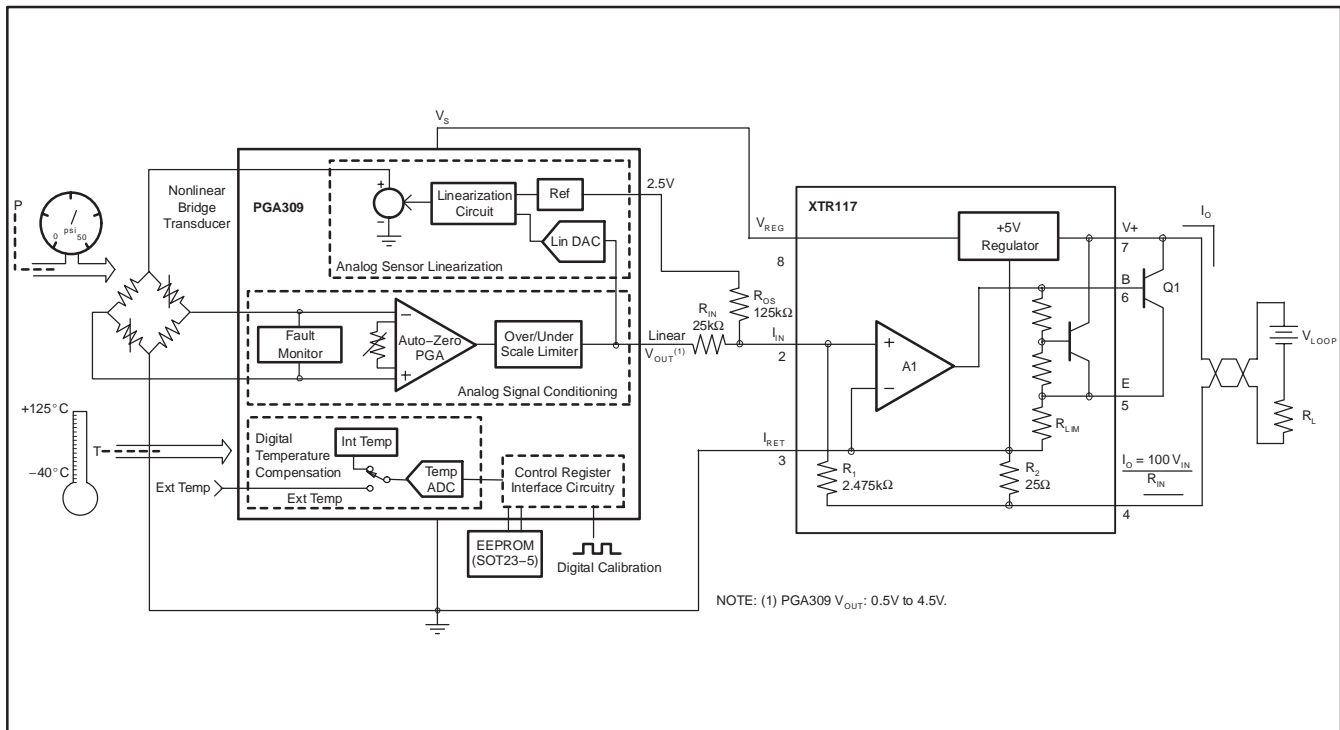 V_S
Nonlinear
Bridge
Transducer
PGA309
+
−
Linearization
Circuit
Ref
2.5V
Lin DAC
Analog Sensor Linearization
P
psi
0
50
Fault
Monitor
−
Auto−Zero
PGA
+
Over/Under
Scale Limiter
Analog Signal Conditioning
Linear
V_OUT^(1)
R_IN
25kΩ
R_OS
125kΩ
I_IN
2
XTR117
V_REG
8
+5V
Regulator
V+
7
I_O
B
6
Q1
+
A1
−
E
5
R_LIM
V_LOOP
R_L
I_RET
3
R_1
2.475kΩ
R_2
25Ω
I_O = 100 V_IN
R_IN
4
+125°C
T
−40°C
Digital
Temperature
Compensation
Int Temp
Temp
ADC
Ext Temp
Ext Temp
Control Register
Interface Circuitry
EEPROM
(SOT23−5)
Digital Calibration
NOTE: (1) PGA309 V_OUT: 0.5V to 4.5V.